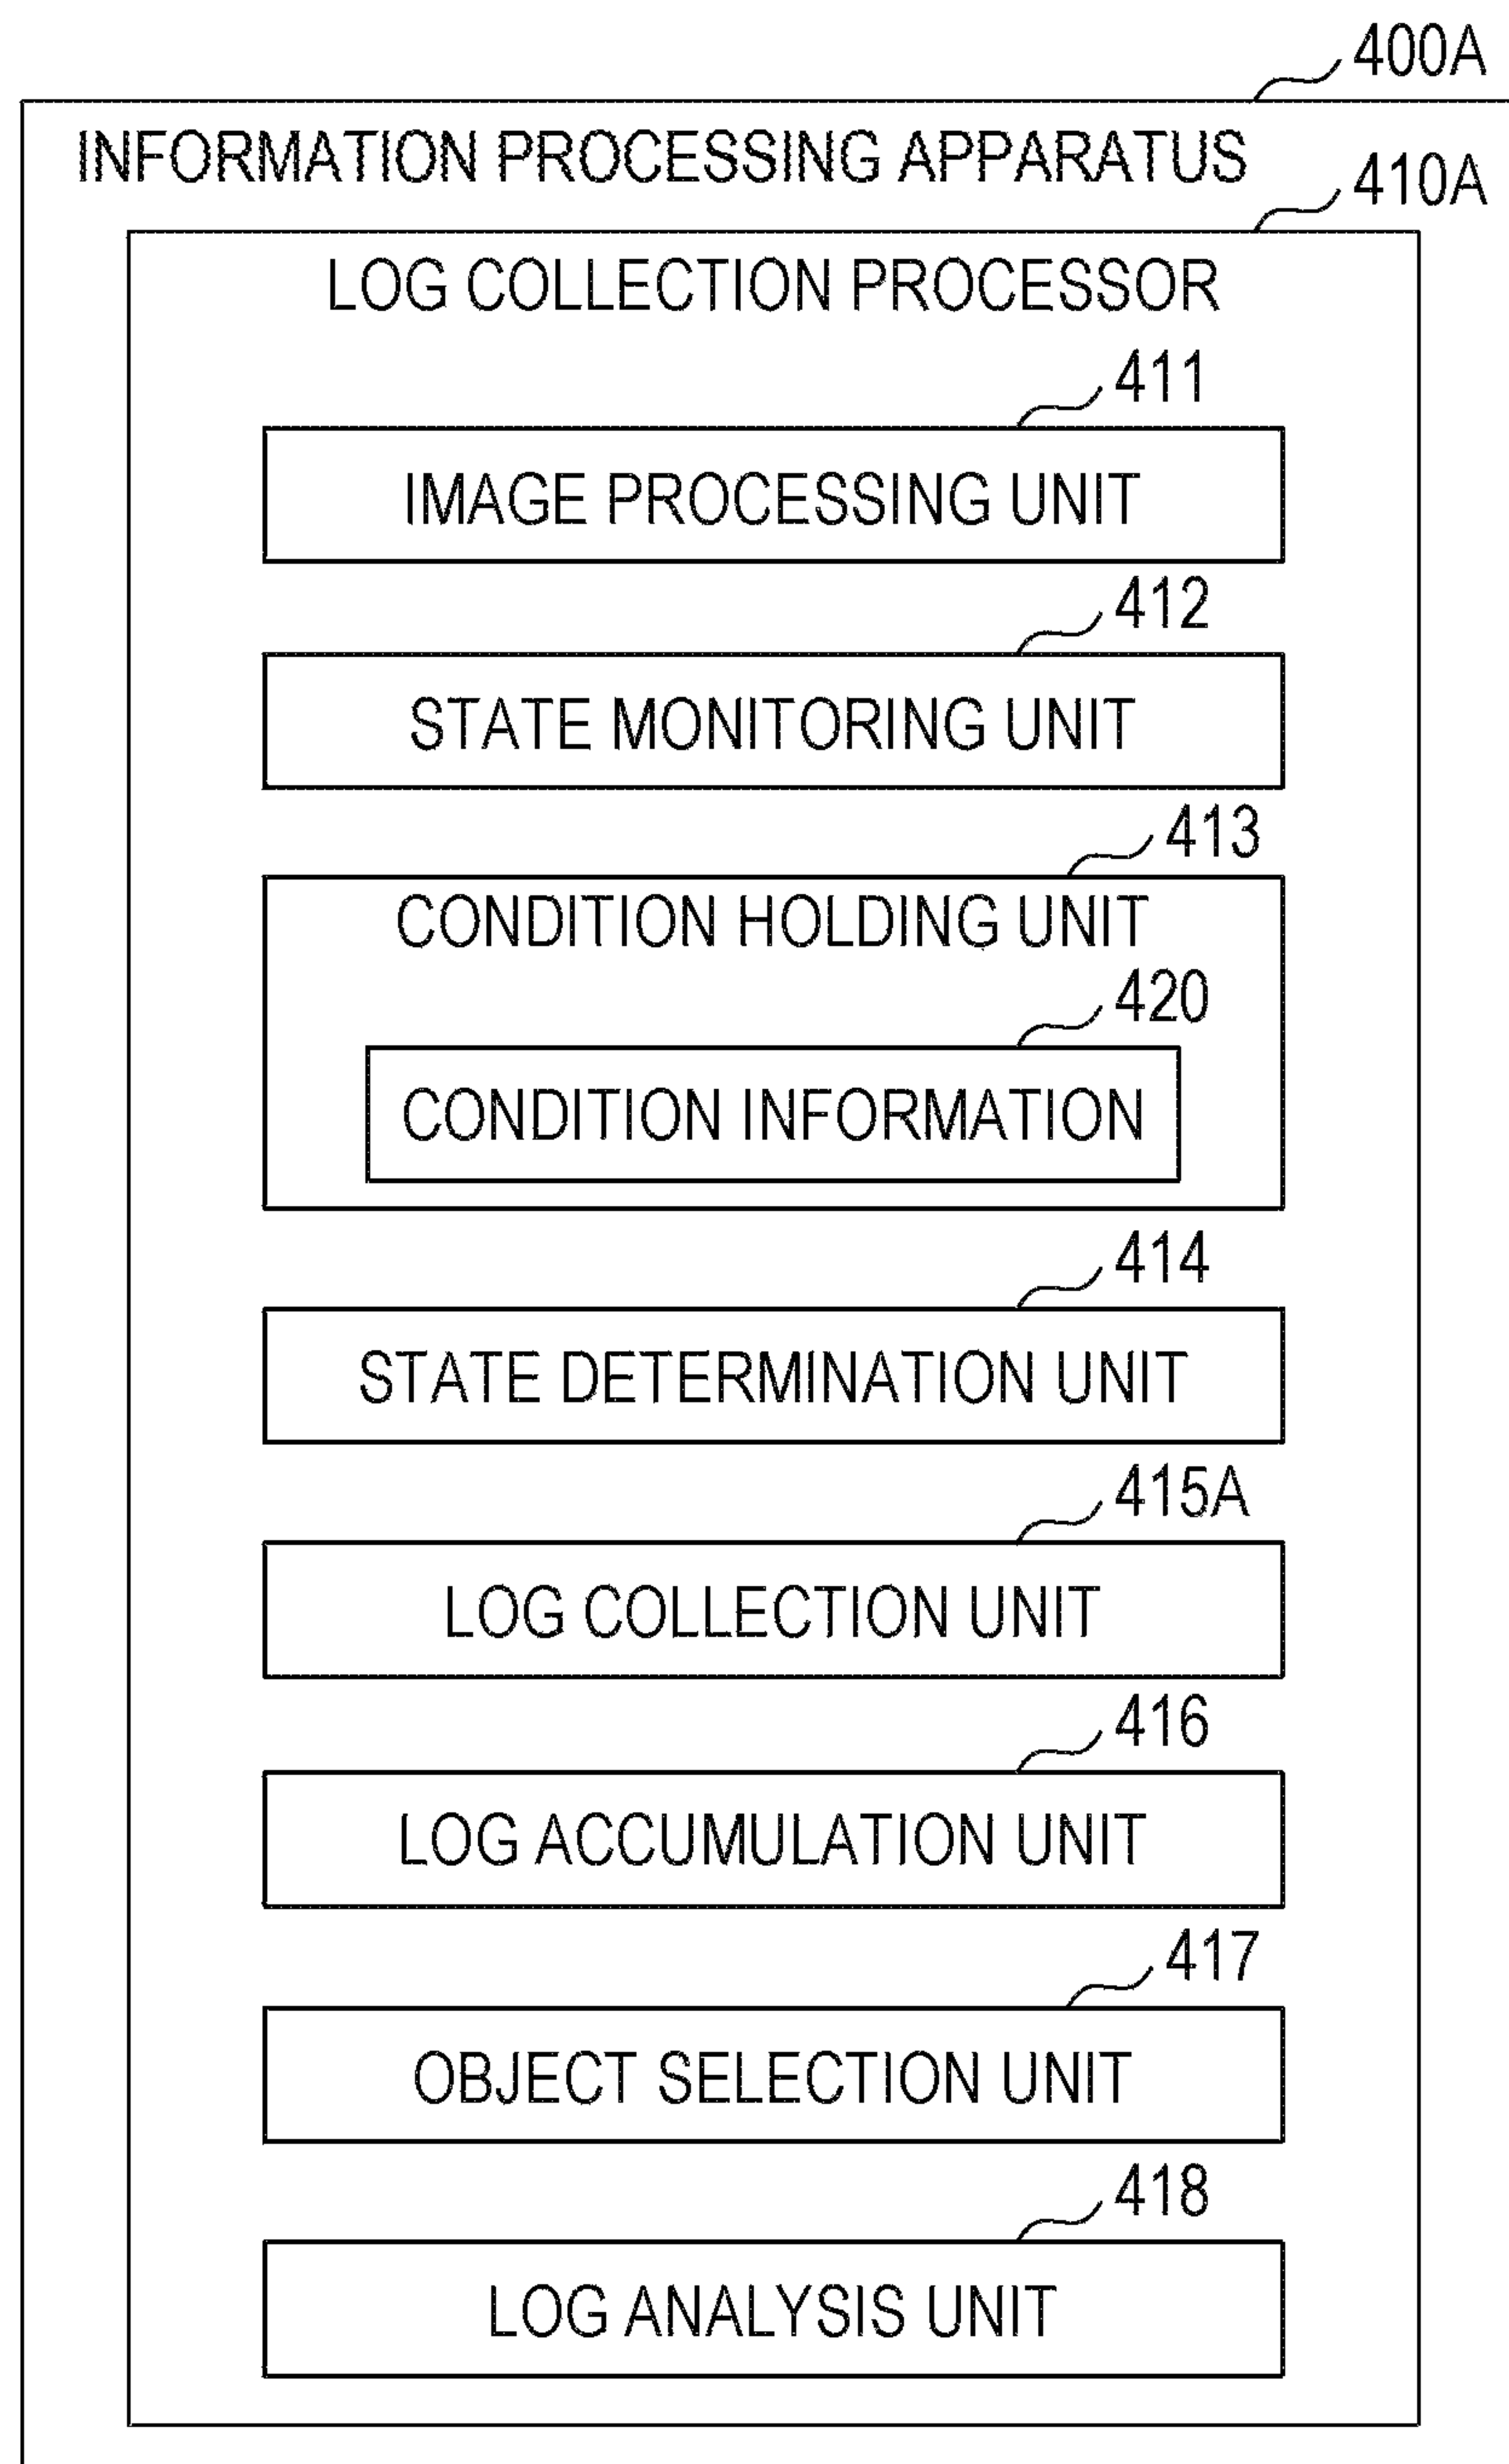 400A
INFORMATION PROCESSING APPARATUS
410A
LOG COLLECTION PROCESSOR
411
IMAGE PROCESSING UNIT
412
STATE MONITORING UNIT
413
CONDITION HOLDING UNIT
420
CONDITION INFORMATION
414
STATE DETERMINATION UNIT
415A
LOG COLLECTION UNIT
416
LOG ACCUMULATION UNIT
417
OBJECT SELECTION UNIT
418
LOG ANALYSIS UNIT